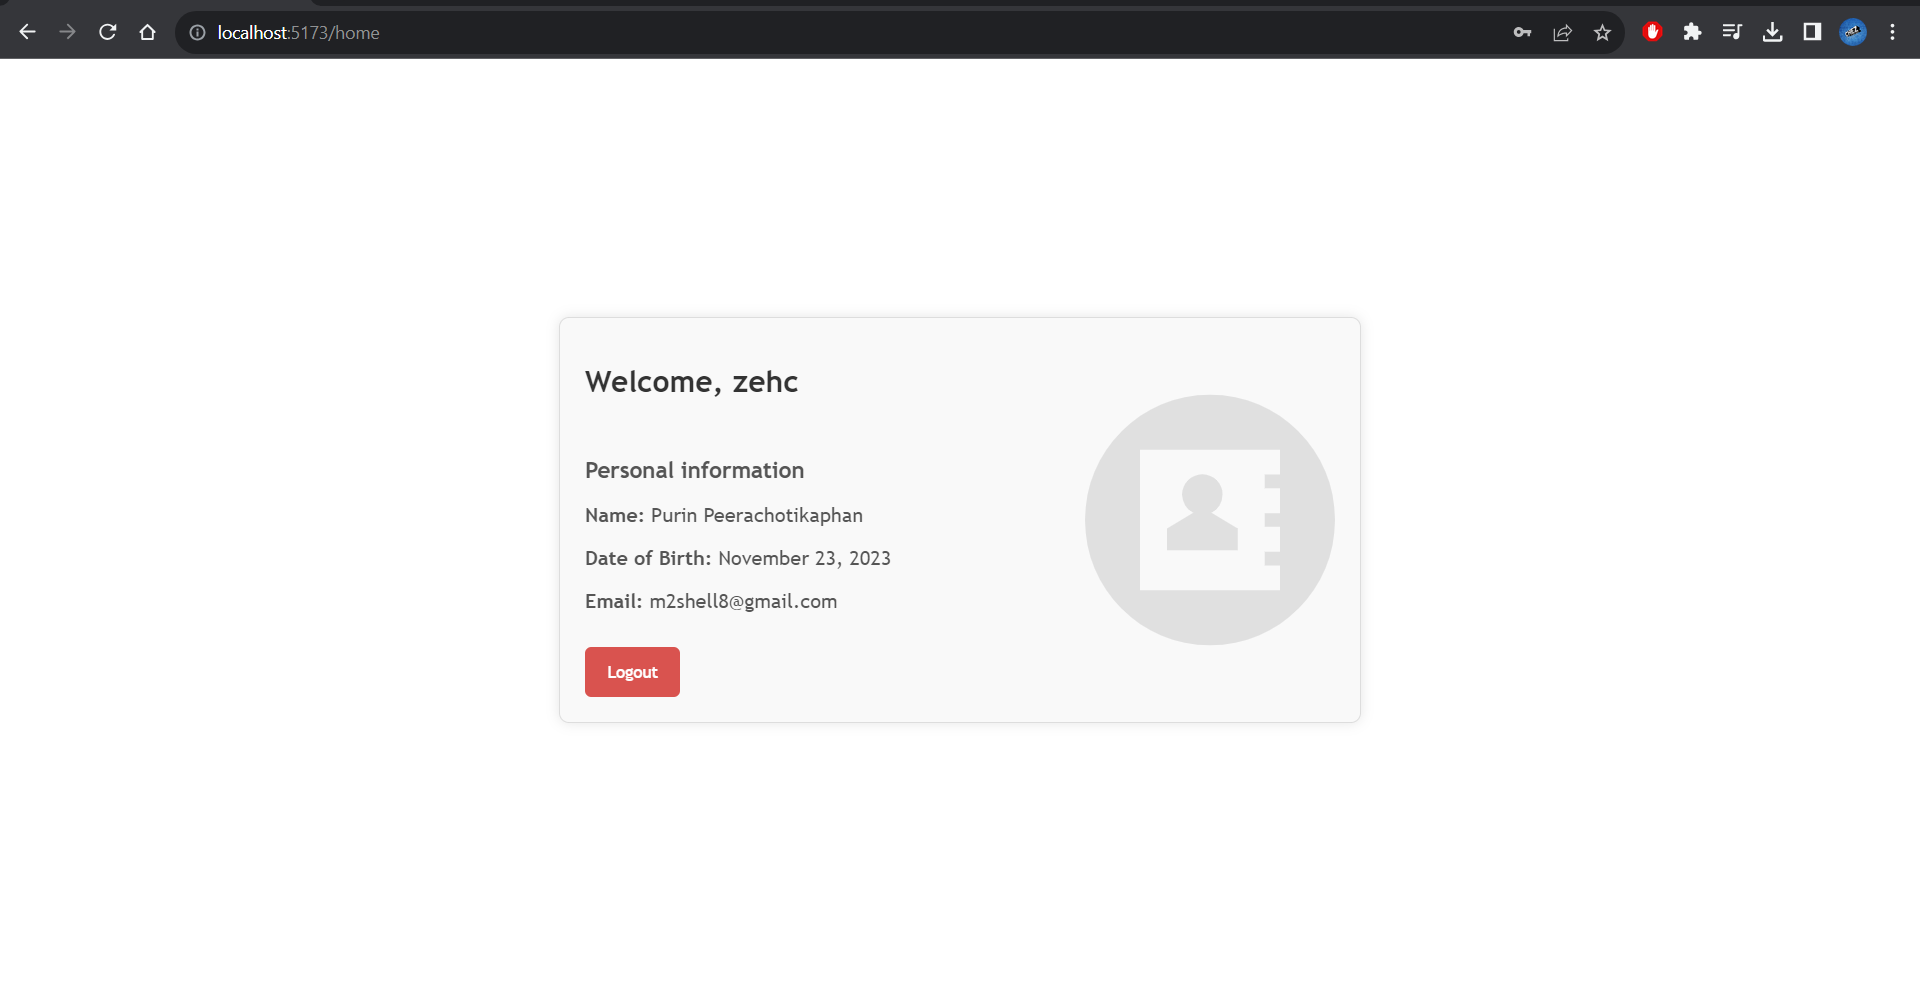 localhost:5173/home
Welcome, zehc
Personal information
Name: Purin Peerachotikaphan
Date of Birth: November 23, 2023
Email: m2shell8@gmail.com
Logout